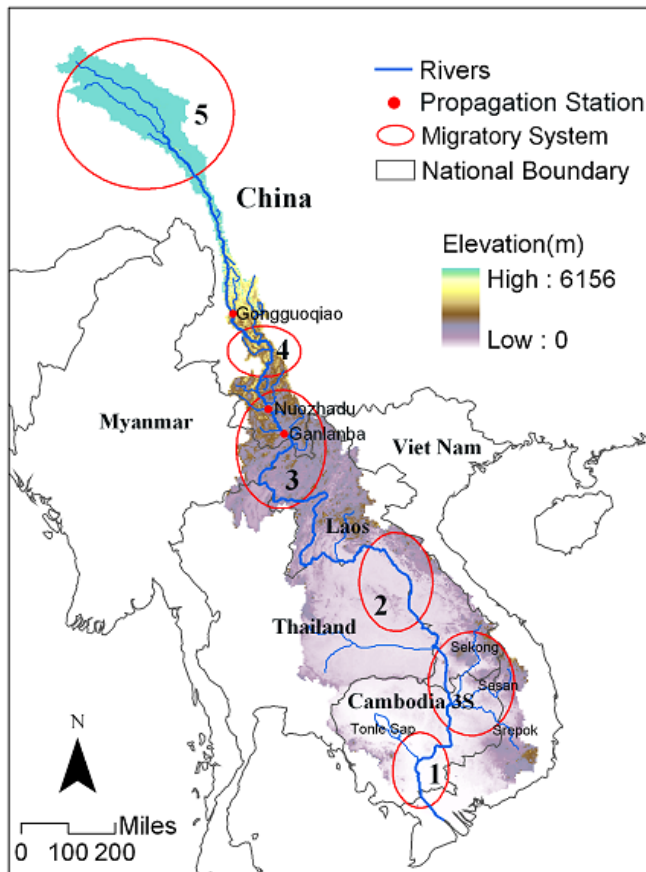 Rivers
Propagation Station
Migratory System
National Boundary
5
China
Elevation(m)
High : 6156
Low : 0
Gongguoqiao
4
Myanmar
Nuozhadu
Ganlanba
Viet Nam
3
Laos
2
Thailand
Sekong
Sesan
Cambodia 3S
Srepok
Tonle Sap
1
N
Miles
0 100 200